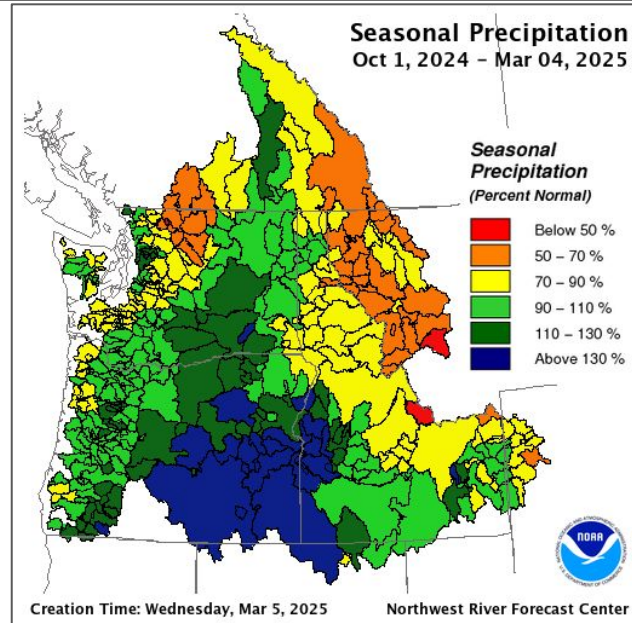 Seasonal Precipitation
Oct 1, 2024 – Mar 04, 2025
Seasonal
Precipitation
(Percent Normal)
Below 50 %
50 – 70 %
70 – 90 %
90 – 110 %
110 – 130 %
Above 130 %
NOAA
Creation Time: Wednesday, Mar 5, 2025
Northwest River Forecast Center